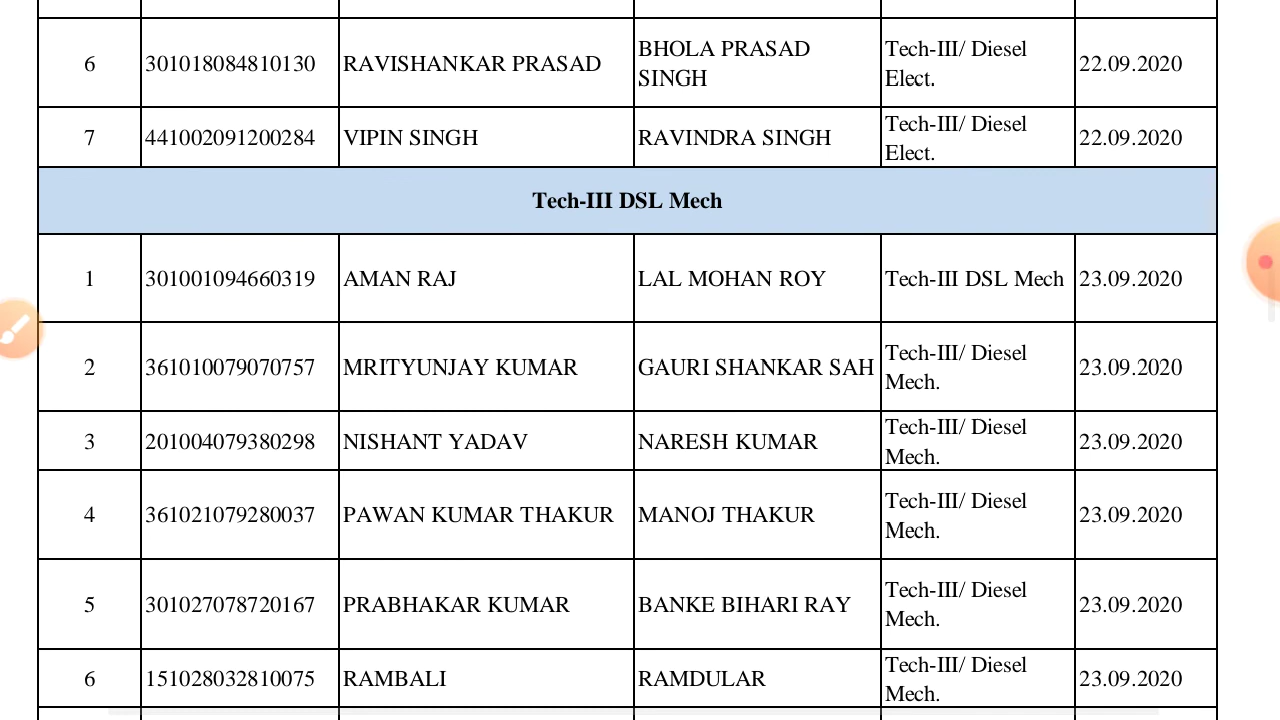 6 301018084810130 RAVISHANKAR PRASAD BHOLA PRASAD SINGH Tech-III/ Diesel Elect. 22.09.2020
7 441002091200284 VIPIN SINGH RAVINDRA SINGH Tech-III/ Diesel Elect. 22.09.2020
Tech-III DSL Mech
1 301001094660319 AMAN RAJ LAL MOHAN ROY Tech-III DSL Mech 23.09.2020
2 361010079070757 MRITYUNJAY KUMAR GAURI SHANKAR SAH Tech-III/ Diesel Mech. 23.09.2020
3 201004079380298 NISHANT YADAV NARESH KUMAR Tech-III/ Diesel Mech. 23.09.2020
4 361021079280037 PAWAN KUMAR THAKUR MANOJ THAKUR Tech-III/ Diesel Mech. 23.09.2020
5 301027078720167 PRABHAKAR KUMAR BANKE BIHARI RAY Tech-III/ Diesel Mech. 23.09.2020
6 151028032810075 RAMBALI RAMDULAR Tech-III/ Diesel Mech. 23.09.2020